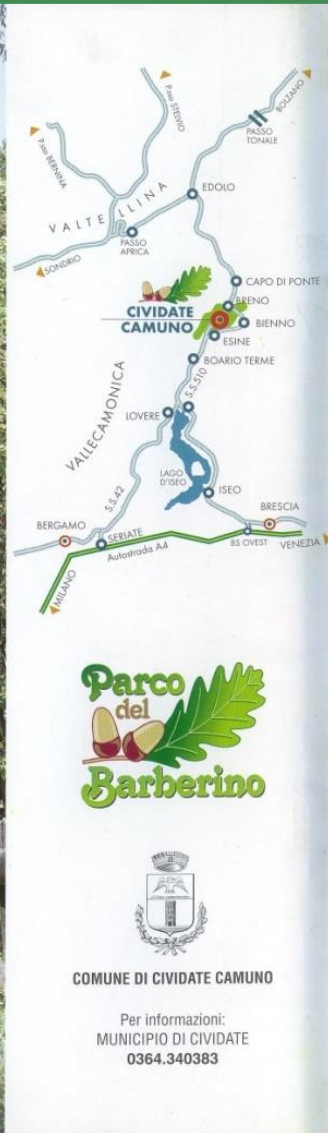 P.sso STELVIO
BOLZANO
P.sso BERNINA
PASSO
TONALE
VALTELLINA
EDOLO
PASSO
APRICA
SONDRIO
CAPO DI PONTE
BRENO
CIVIDATE
CAMUNO
BIENNO
ESINE
BOARIO TERME
VALLECAMONICA
S.S.510
LOVERE
LAGO
D'ISEO
S.S.42
ISEO
BERGAMO
BRESCIA
SERIATE
BS OVEST
VENEZIA
Autostrada A4
MILANO
Parco
del
Barberino
COMUNE DI CIVIDATE CAMUNO
Per informazioni:
MUNICIPIO DI CIVIDATE
0364.340383